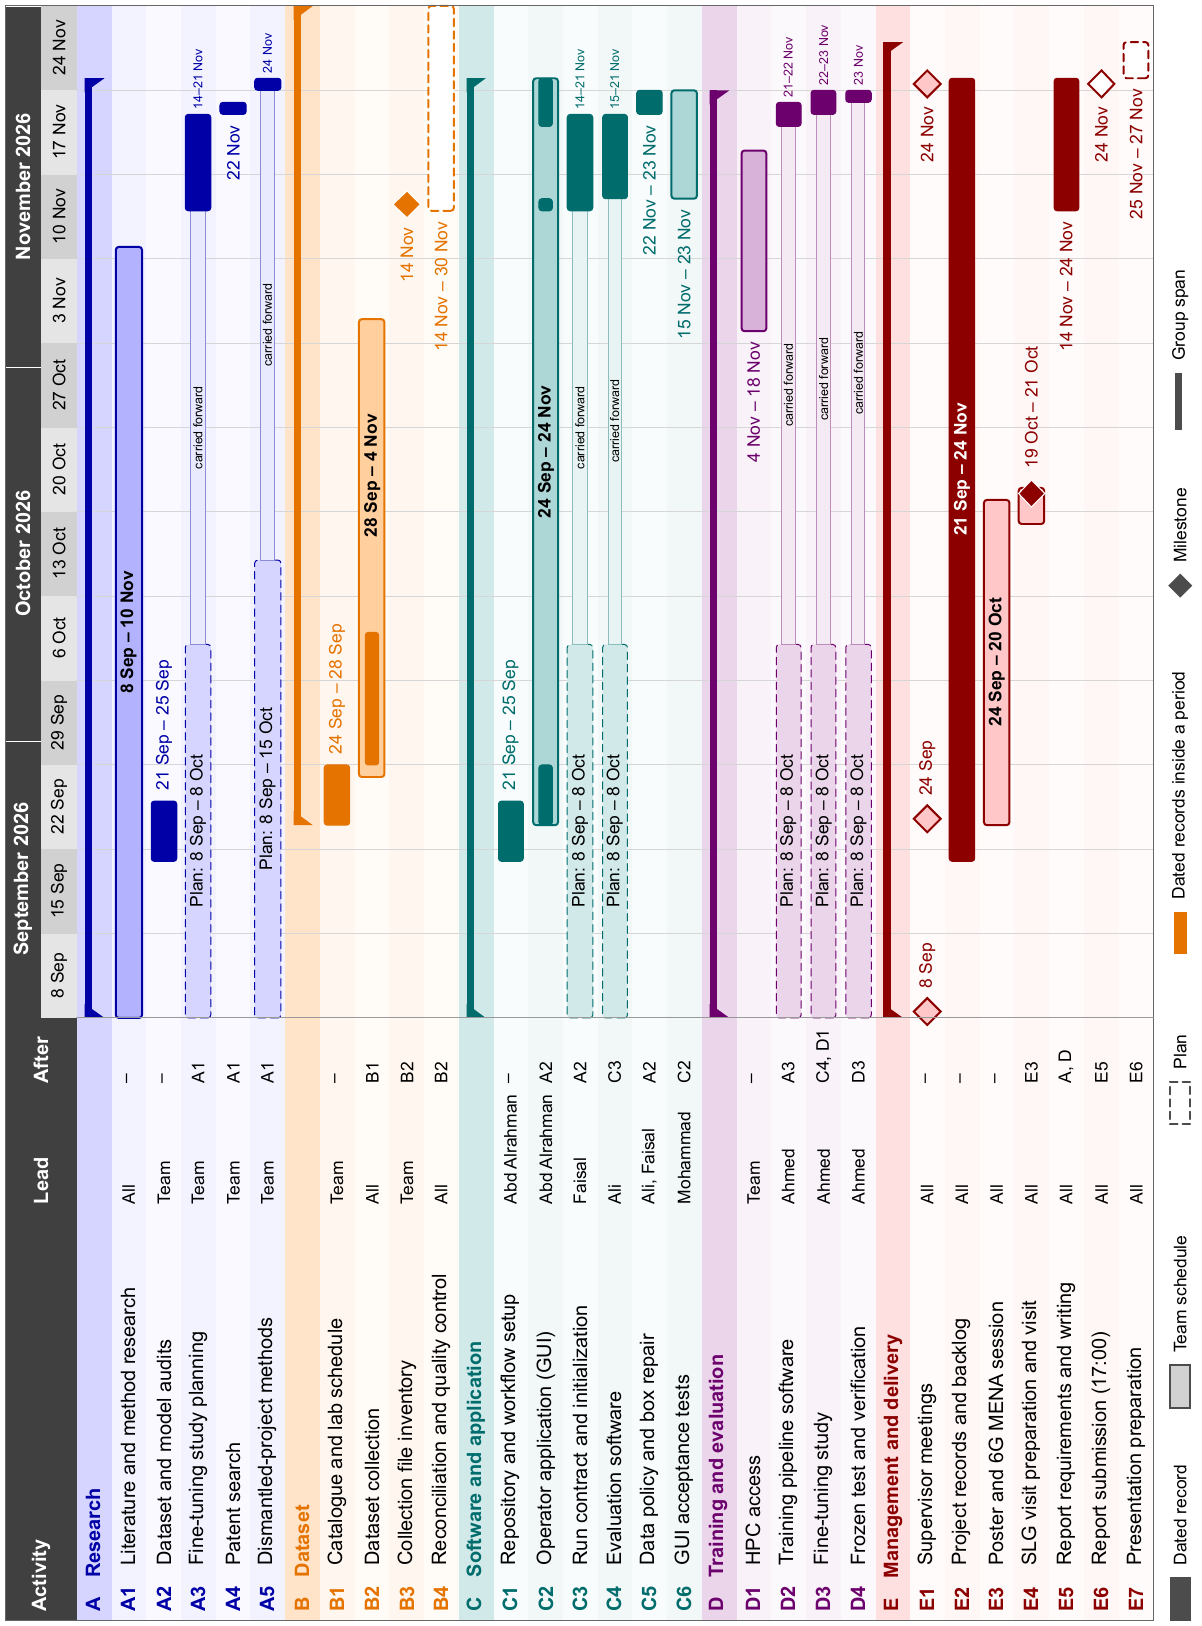 Activity Lead After September 2026 October 2026 November 2026
8 Sep 15 Sep 22 Sep 29 Sep 6 Oct 13 Oct 20 Oct 27 Oct 3 Nov 10 Nov 17 Nov 24 Nov
A Research
A1 Literature and method research All – 8 Sep – 10 Nov
A2 Dataset and model audits Team – 21 Sep – 25 Sep
A3 Fine-tuning study planning Team A1 Plan: 8 Sep – 8 Oct carried forward 14–21 Nov
A4 Patent search Team A1 22 Nov
A5 Dismantled-project methods Team A1 Plan: 8 Sep – 15 Oct carried forward 24 Nov
B Dataset
B1 Catalogue and lab schedule Team – 24 Sep – 28 Sep
B2 Dataset collection All B1 28 Sep – 4 Nov
B3 Collection file inventory Team B2 14 Nov
B4 Reconciliation and quality control All B2 14 Nov – 30 Nov
C Software and application
C1 Repository and workflow setup Abd Alrahman – 21 Sep – 25 Sep
C2 Operator application (GUI) Abd Alrahman A2 24 Sep – 24 Nov
C3 Run contract and initialization Faisal A2 Plan: 8 Sep – 8 Oct carried forward 14–21 Nov
C4 Evaluation software Ali C3 Plan: 8 Sep – 8 Oct carried forward 15–21 Nov
C5 Data policy and box repair Ali, Faisal A2 22 Nov – 23 Nov
C6 GUI acceptance tests Mohammad C2 15 Nov – 23 Nov
D Training and evaluation
D1 HPC access Team – 4 Nov – 18 Nov
D2 Training pipeline software Ahmed A3 Plan: 8 Sep – 8 Oct carried forward 21–22 Nov
D3 Fine-tuning study Ahmed C4, D1 Plan: 8 Sep – 8 Oct carried forward 22–23 Nov
D4 Frozen test and verification Ahmed D3 Plan: 8 Sep – 8 Oct carried forward 23 Nov
E Management and delivery
E1 Supervisor meetings All – 8 Sep 24 Sep 24 Nov
E2 Project records and backlog All – 21 Sep – 24 Nov
E3 Poster and 6G MENA session All – 24 Sep – 20 Oct
E4 SLG visit preparation and visit All E3 19 Oct – 21 Oct
E5 Report requirements and writing All A, D 14 Nov – 24 Nov
E6 Report submission (17:00) All E5 24 Nov
E7 Presentation preparation All E6 25 Nov – 27 Nov
Dated record Team schedule Plan Dated records inside a period Milestone Group span